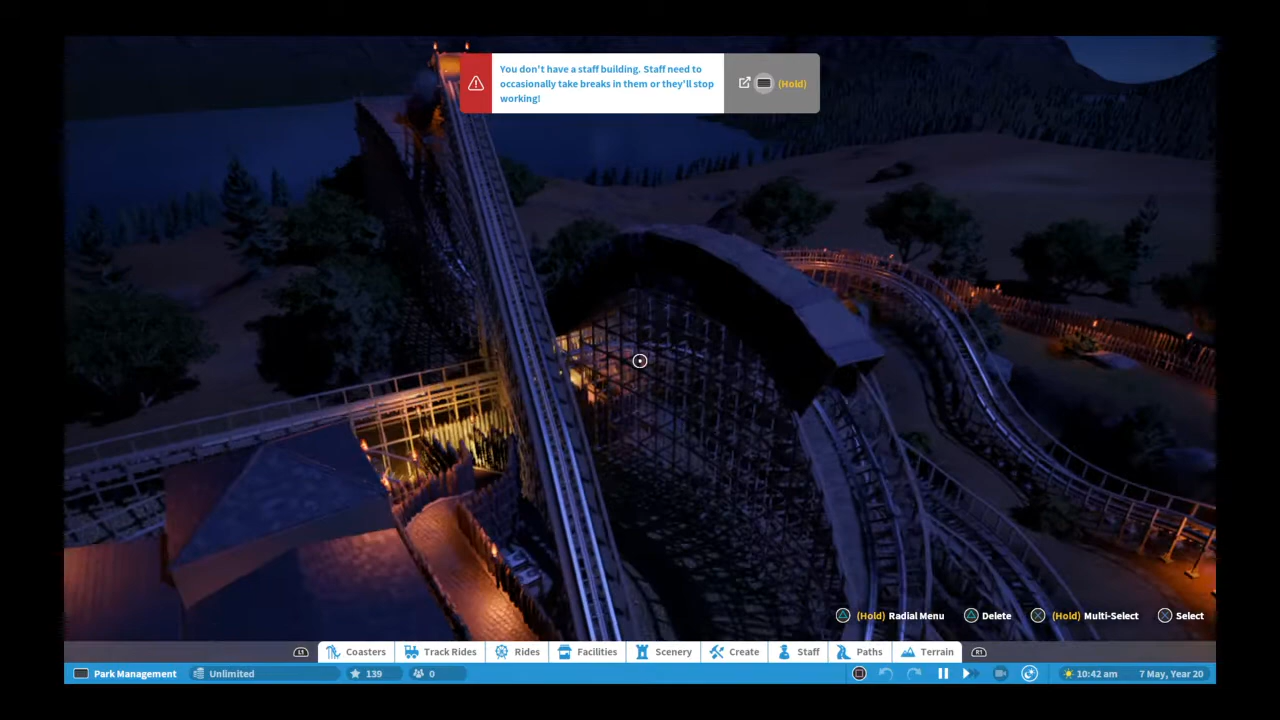 You don't have a staff building. Staff need to
occasionally take breaks in them or they'll stop
working!
(Hold)
(Hold) Radial Menu
Delete
(Hold) Multi-Select
Select
L1
Coasters
Track Rides
Rides
Facilities
Scenery
Create
Staff
Paths
Terrain
R1
Park Management
Unlimited
139
0
10:42 am
7 May, Year 20